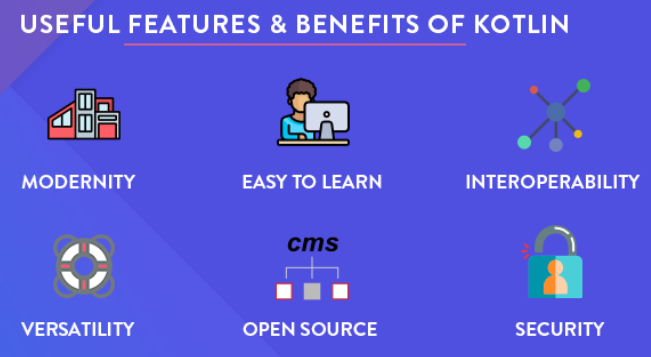 USEFUL FEATURES & BENEFITS OF KOTLIN
MODERNITY
EASY TO LEARN
INTEROPERABILITY
cms
VERSATILITY
OPEN SOURCE
SECURITY